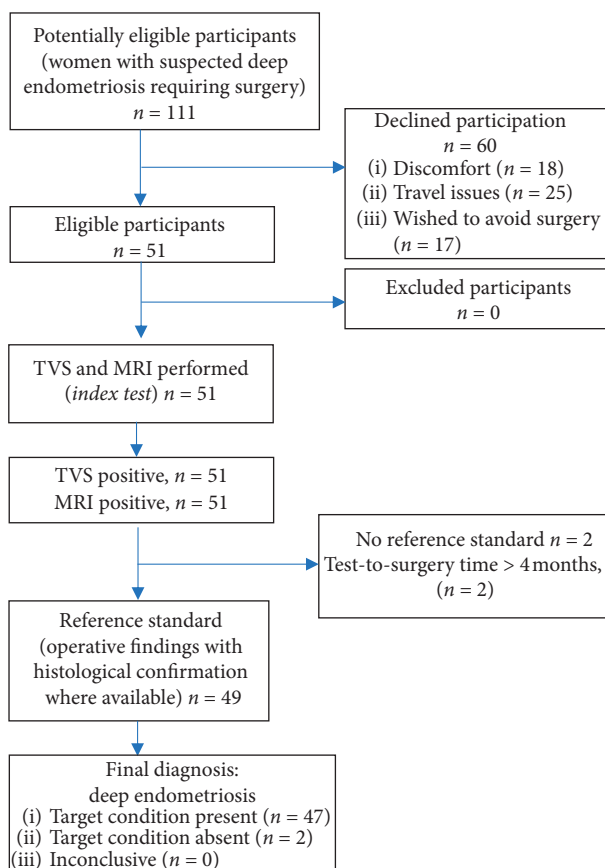 Potentially eligible participants
(women with suspected deep
endometriosis requiring surgery)
n = 111
Declined participation
n = 60
(i) Discomfort (n = 18)
(ii) Travel issues (n = 25)
(iii) Wished to avoid surgery
(n = 17)
Eligible participants
n = 51
Excluded participants
n = 0
TVS and MRI performed
(index test) n = 51
TVS positive, n = 51
MRI positive, n = 51
No reference standard n = 2
Test-to-surgery time > 4 months,
(n = 2)
Reference standard
(operative findings with
histological confirmation
where available) n = 49
Final diagnosis:
deep endometriosis
(i) Target condition present (n = 47)
(ii) Target condition absent (n = 2)
(iii) Inconclusive (n = 0)